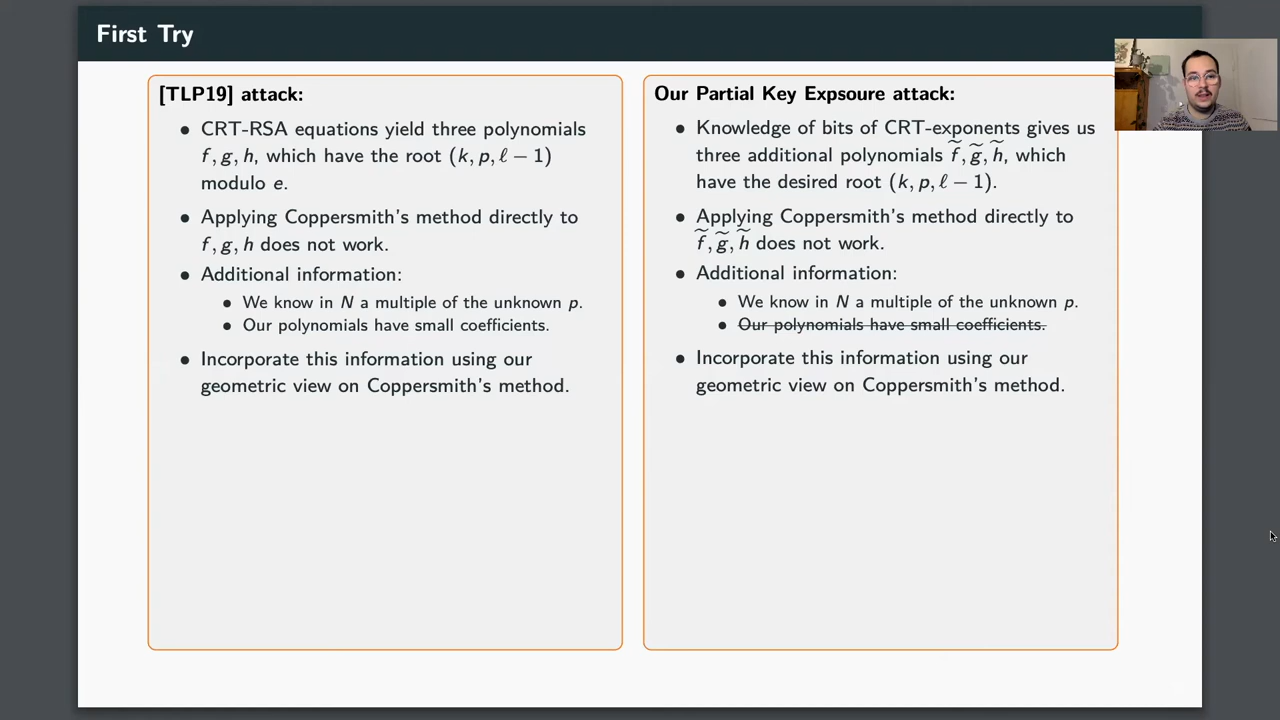 First Try
[TLP19] attack:
• CRT-RSA equations yield three polynomials
f, g, h, which have the root (k, p, ℓ − 1)
modulo e.
• Applying Coppersmith's method directly to
f, g, h does not work.
• Additional information:
• We know in N a multiple of the unknown p.
• Our polynomials have small coefficients.
• Incorporate this information using our
geometric view on Coppersmith's method.
Our Partial Key Expsoure attack:
• Knowledge of bits of CRT-exponents gives us
three additional polynomials f̃, g̃, h̃, which
have the desired root (k, p, ℓ − 1).
• Applying Coppersmith's method directly to
f̃, g̃, h̃ does not work.
• Additional information:
• We know in N a multiple of the unknown p.
• Our polynomials have small coefficients.
• Incorporate this information using our
geometric view on Coppersmith's method.